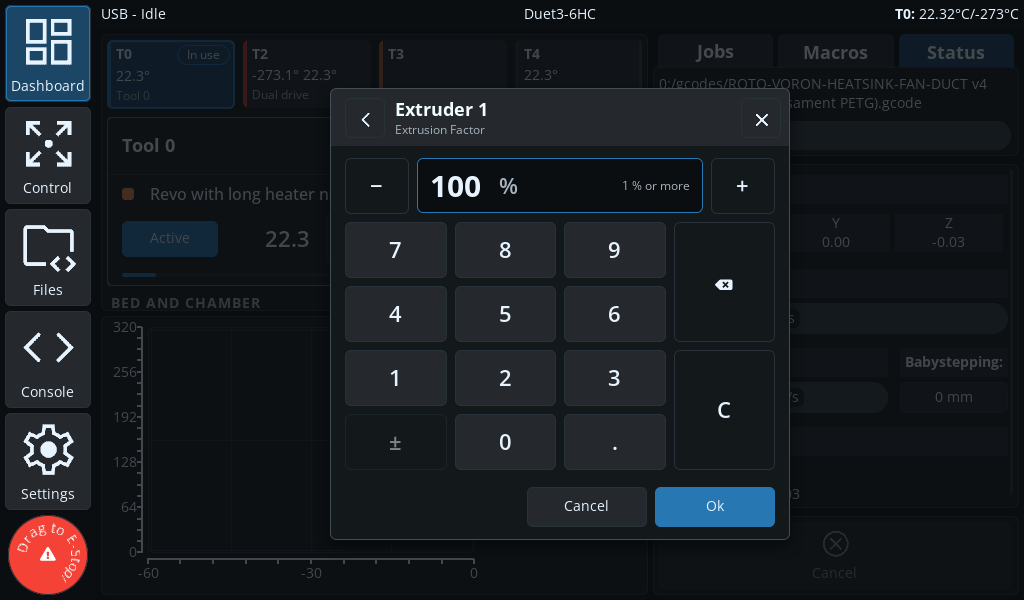 USB - Idle
Duet3-6HC
T0: 22.32°C/-273°C
Dashboard
Control
Files
Console
Settings
Drag to E-Stop!
T0
In use
22.3°
Tool 0
T2
-273.1° 22.3°
Dual drive
T3
T4
22.3°
Jobs
Macros
Status
0:/gcodes/ROTO-VORON-HEATSINK-FAN-DUCT v4
sament PETG).gcode
Tool 0
Revo with long heater n
Active
22.3
BED AND CHAMBER
320
256
192
128
64
0
-60
-30
0
Extruder 1
Extrusion Factor
−
100 %
1 % or more
+
7
8
9
4
5
6
1
2
3
C
±
0
.
Cancel
Ok
Y
0.00
Z
-0.03
Babystepping:
0 mm
Cancel